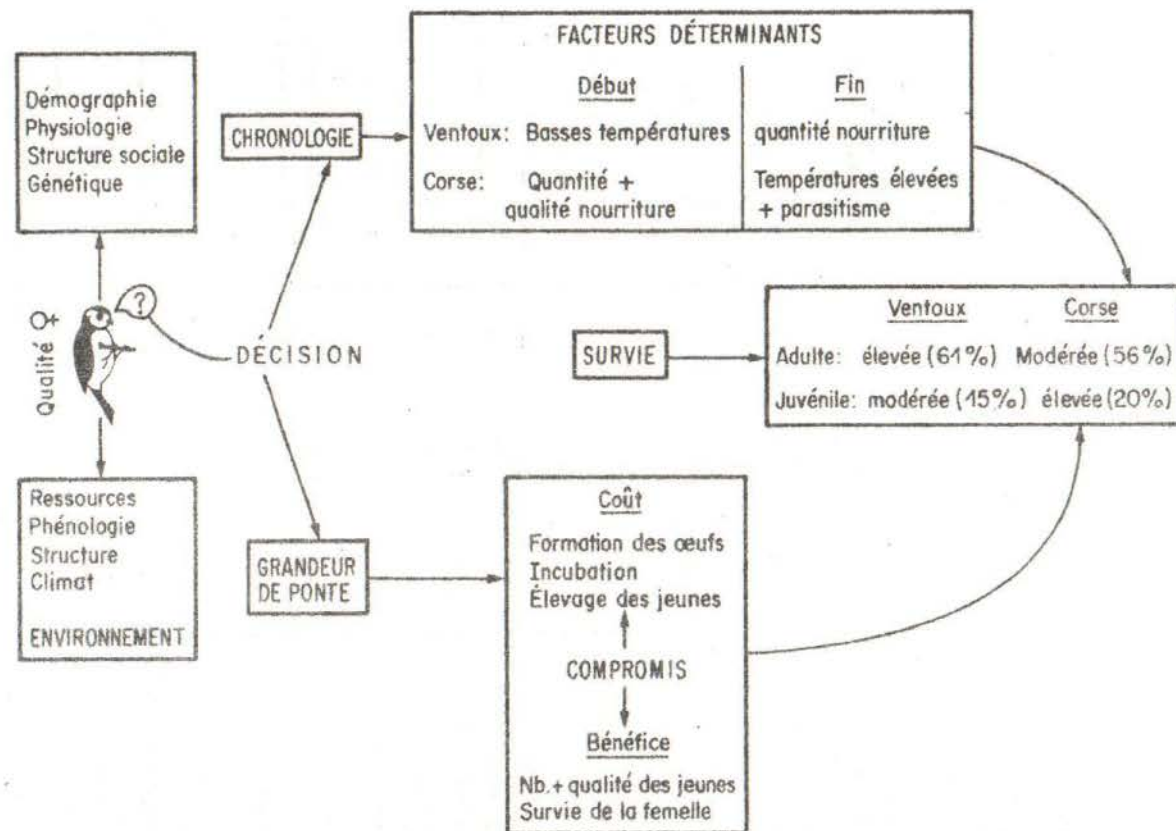 Démographie
Physiologie
Structure sociale
Génétique
Qualité ♀
?
DÉCISION
Ressources
Phénologie
Structure
Climat
ENVIRONNEMENT
CHRONOLOGIE
FACTEURS DÉTERMINANTS
Début Fin
Ventoux: Basses températures quantité nourriture
Corse: Quantité + Températures élevées
qualité nourriture + parasitisme
SURVIE
Ventoux Corse
Adulte: élevée (61%) Modérée (56%)
Juvénile: modérée (15%) élevée (20%)
GRANDEUR
DE PONTE
Coût
Formation des œufs
Incubation
Élevage des jeunes
COMPROMIS
Bénéfice
Nb.+ qualité des jeunes
Survie de la femelle